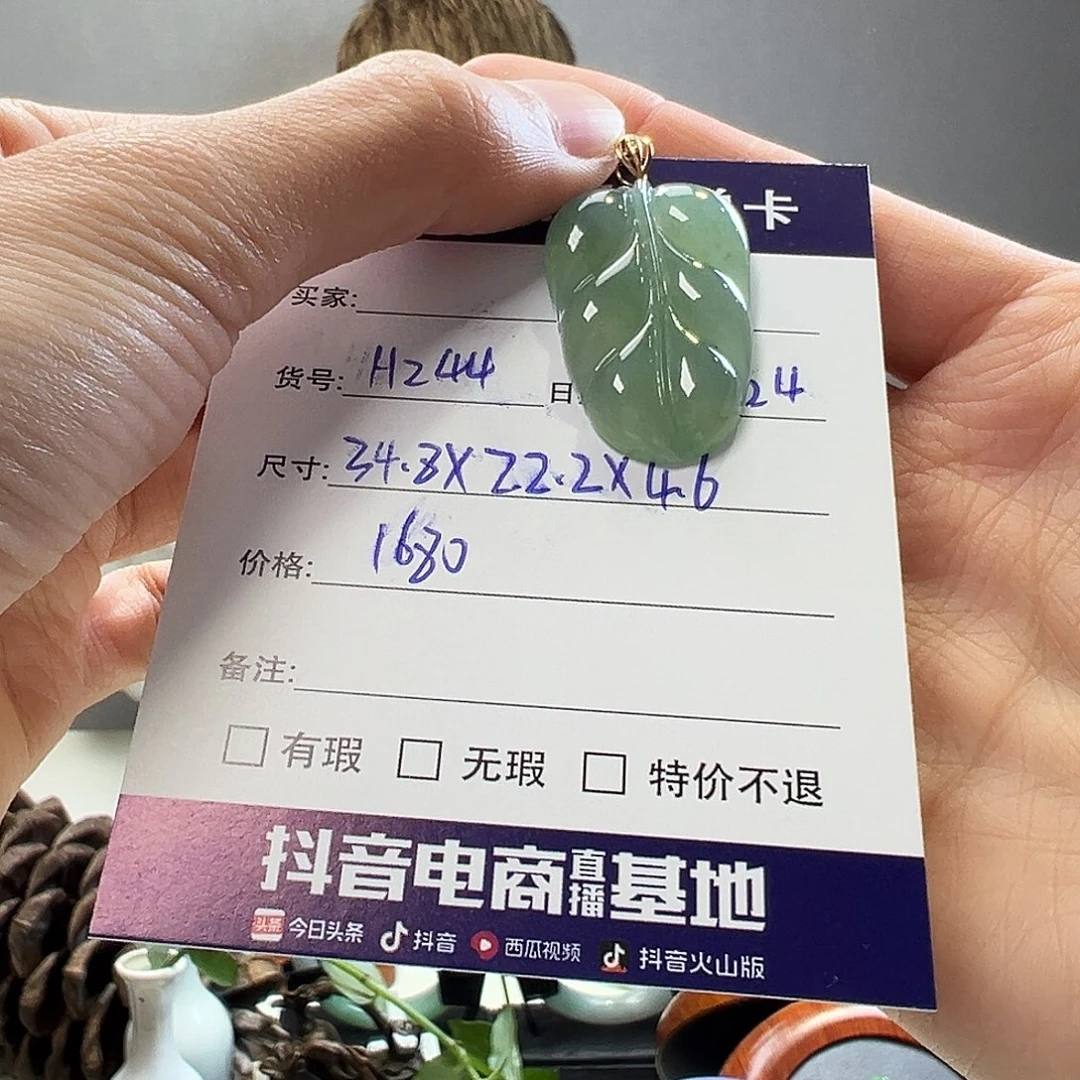 卡
买家:
货号: H244 日 24
尺寸: 34.8X22.2X4.6
价格: 1680
备注:
有瑕 无瑕 特价不退
抖音电商直播基地
头条 今日头条 抖音 西瓜视频 抖音火山版